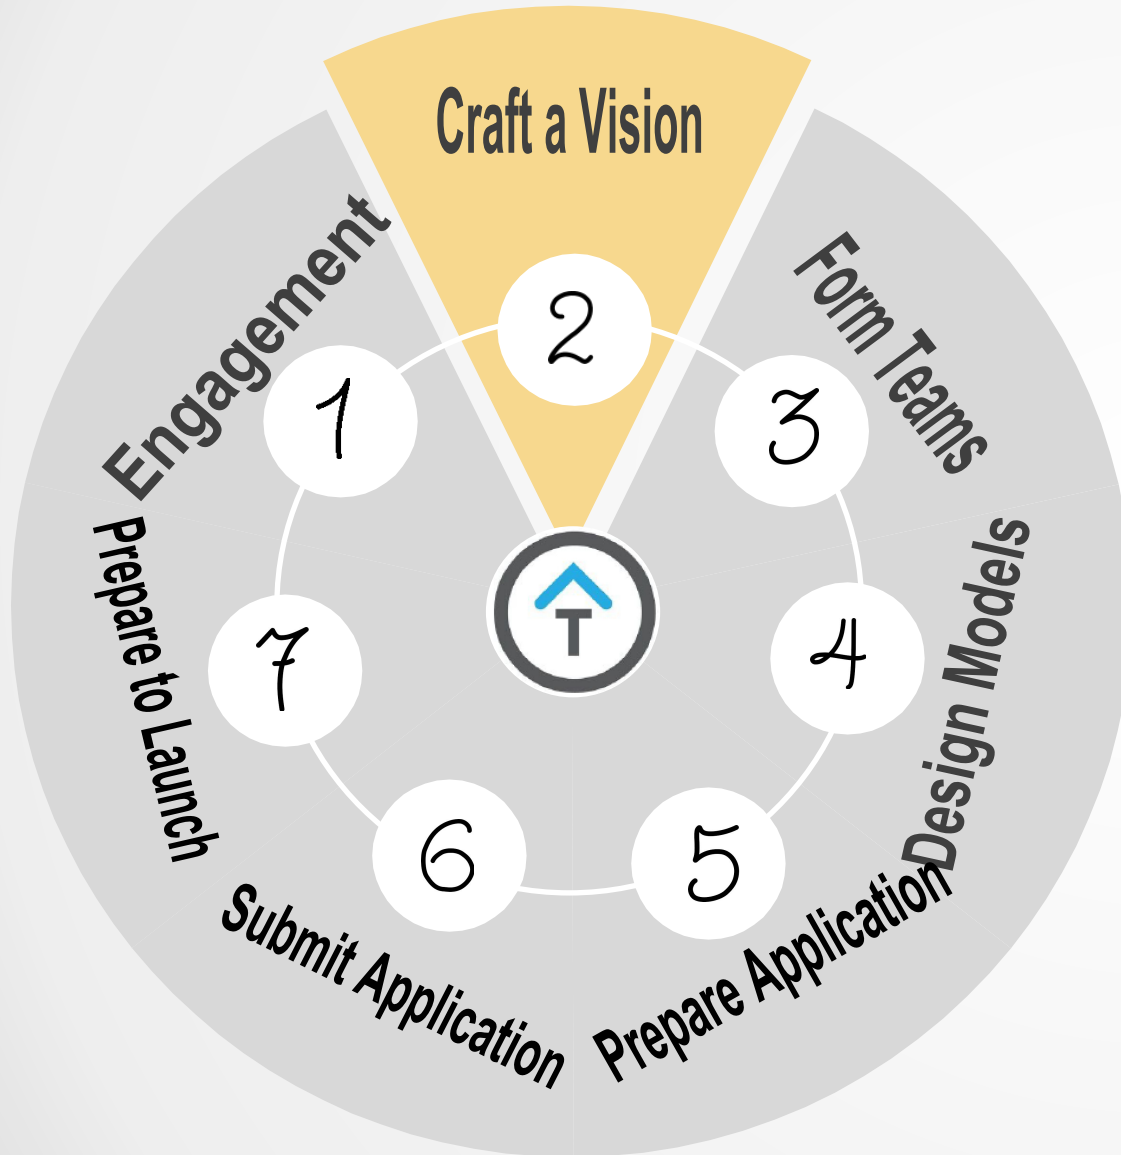 Craft a Vision
2
Form Teams
3
Design Models
4
Prepare Application
5
Submit Application
6
Prepare to Launch
7
Engagement
1
T